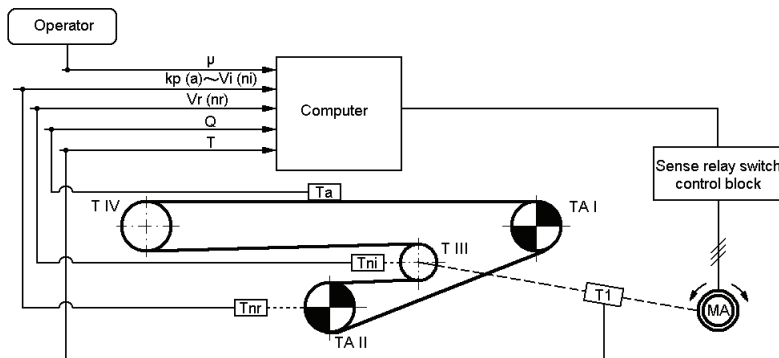 Operator
μ
kp (a)～Vi (ni)
Vr (nr)
Q
T
Computer
Sense relay switch
control block
Ta
T IV
TA I
T III
Tni
Tnr
TA II
T1
MA